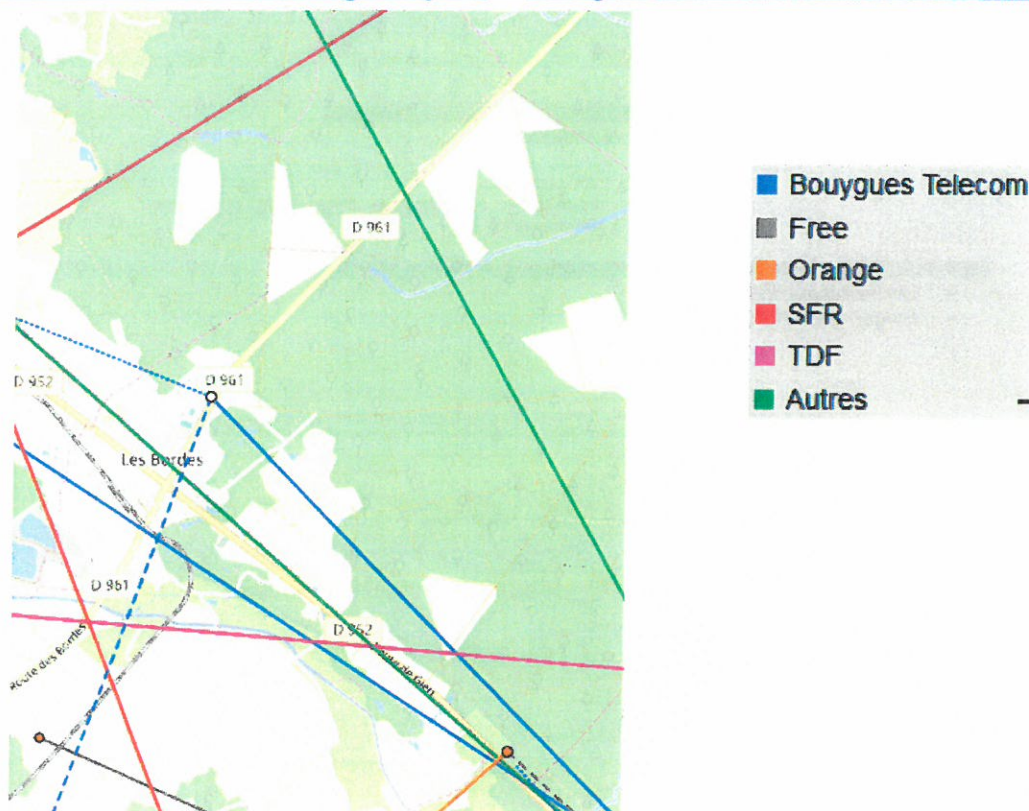 D 961
D 952
D 961
Les Bordes
D 961
D 952
Route des Bordes
Route de Gien
Bouygues Telecom
Free
Orange
SFR
TDF
Autres